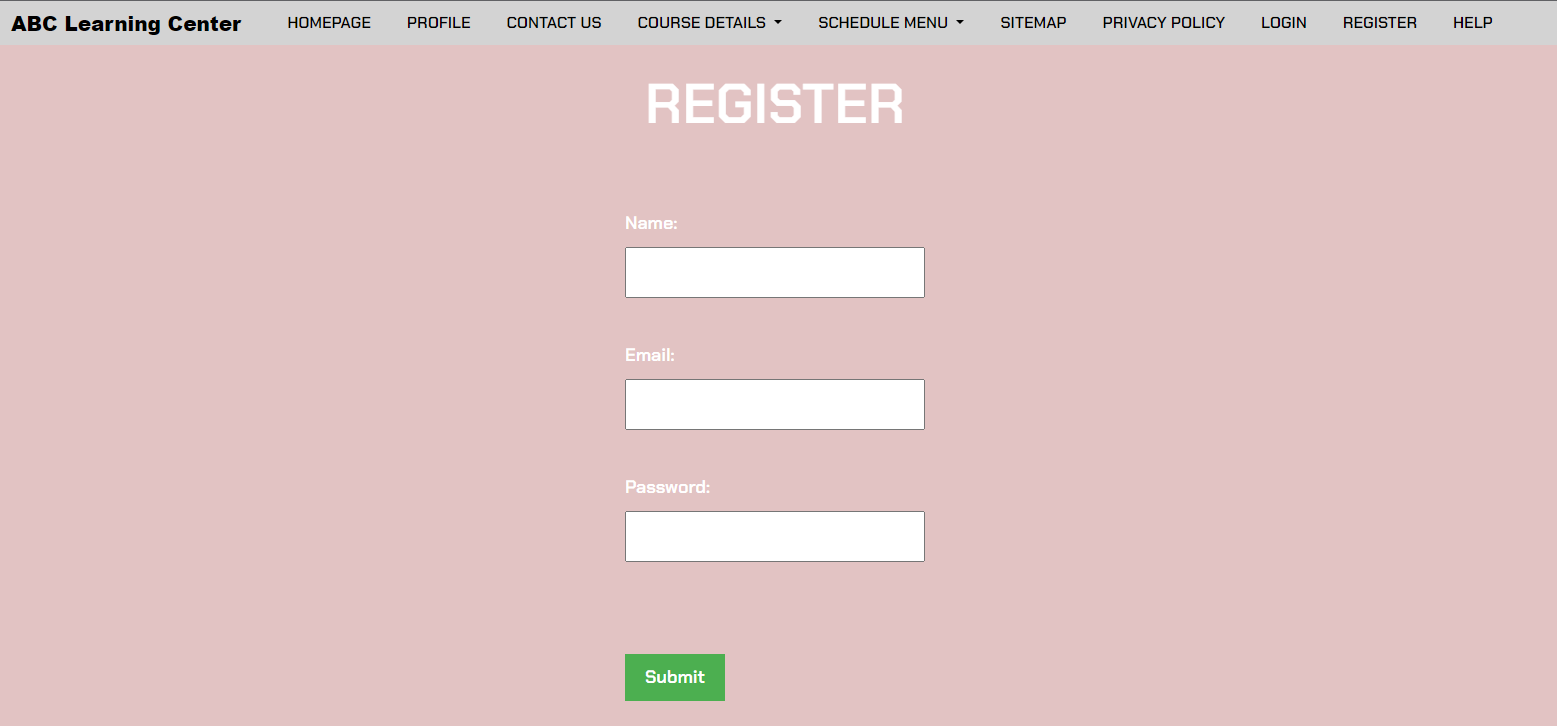 ABC Learning Center HOMEPAGE PROFILE CONTACT US COURSE DETAILS SCHEDULE MENU SITEMAP PRIVACY POLICY LOGIN REGISTER HELP
REGISTER
Name:
Email:
Password:
Submit